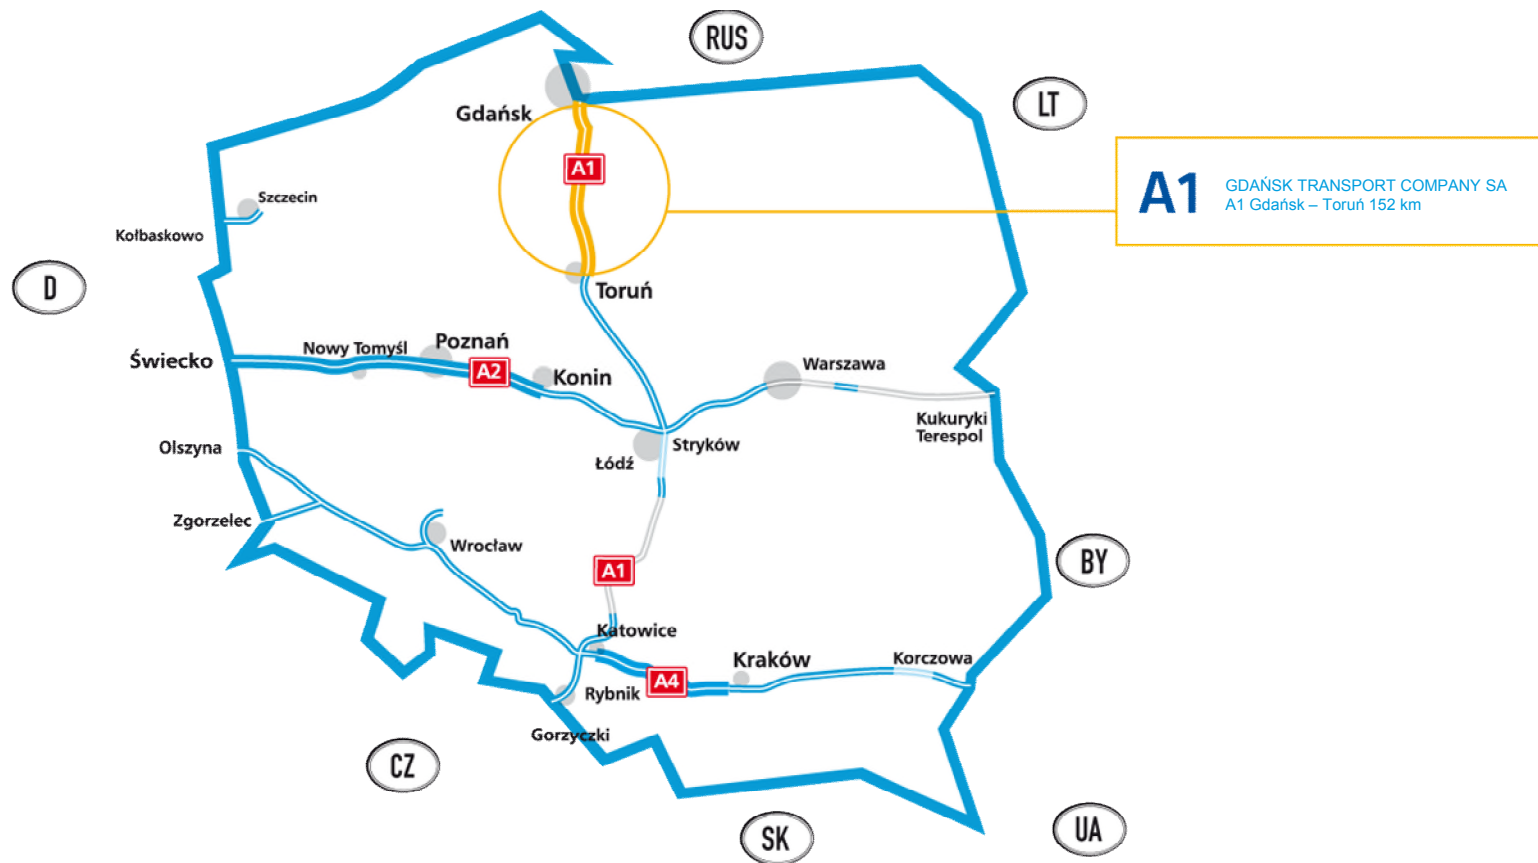 RUS
LT
Gdańsk
A1
A1
GDAŃSK TRANSPORT COMPANY SA
A1 Gdańsk – Toruń 152 km
Szczecin
Kołbaskowo
D
Toruń
Świecko
Nowy Tomyśl
Poznań
A2
Konin
Warszawa
Kukuryki
Terespol
Olszyna
Łódź
Stryków
Zgorzelec
Wrocław
A1
BY
Katowice
Kraków
Korczowa
Rybnik
A4
Gorzyczki
CZ
SK
UA